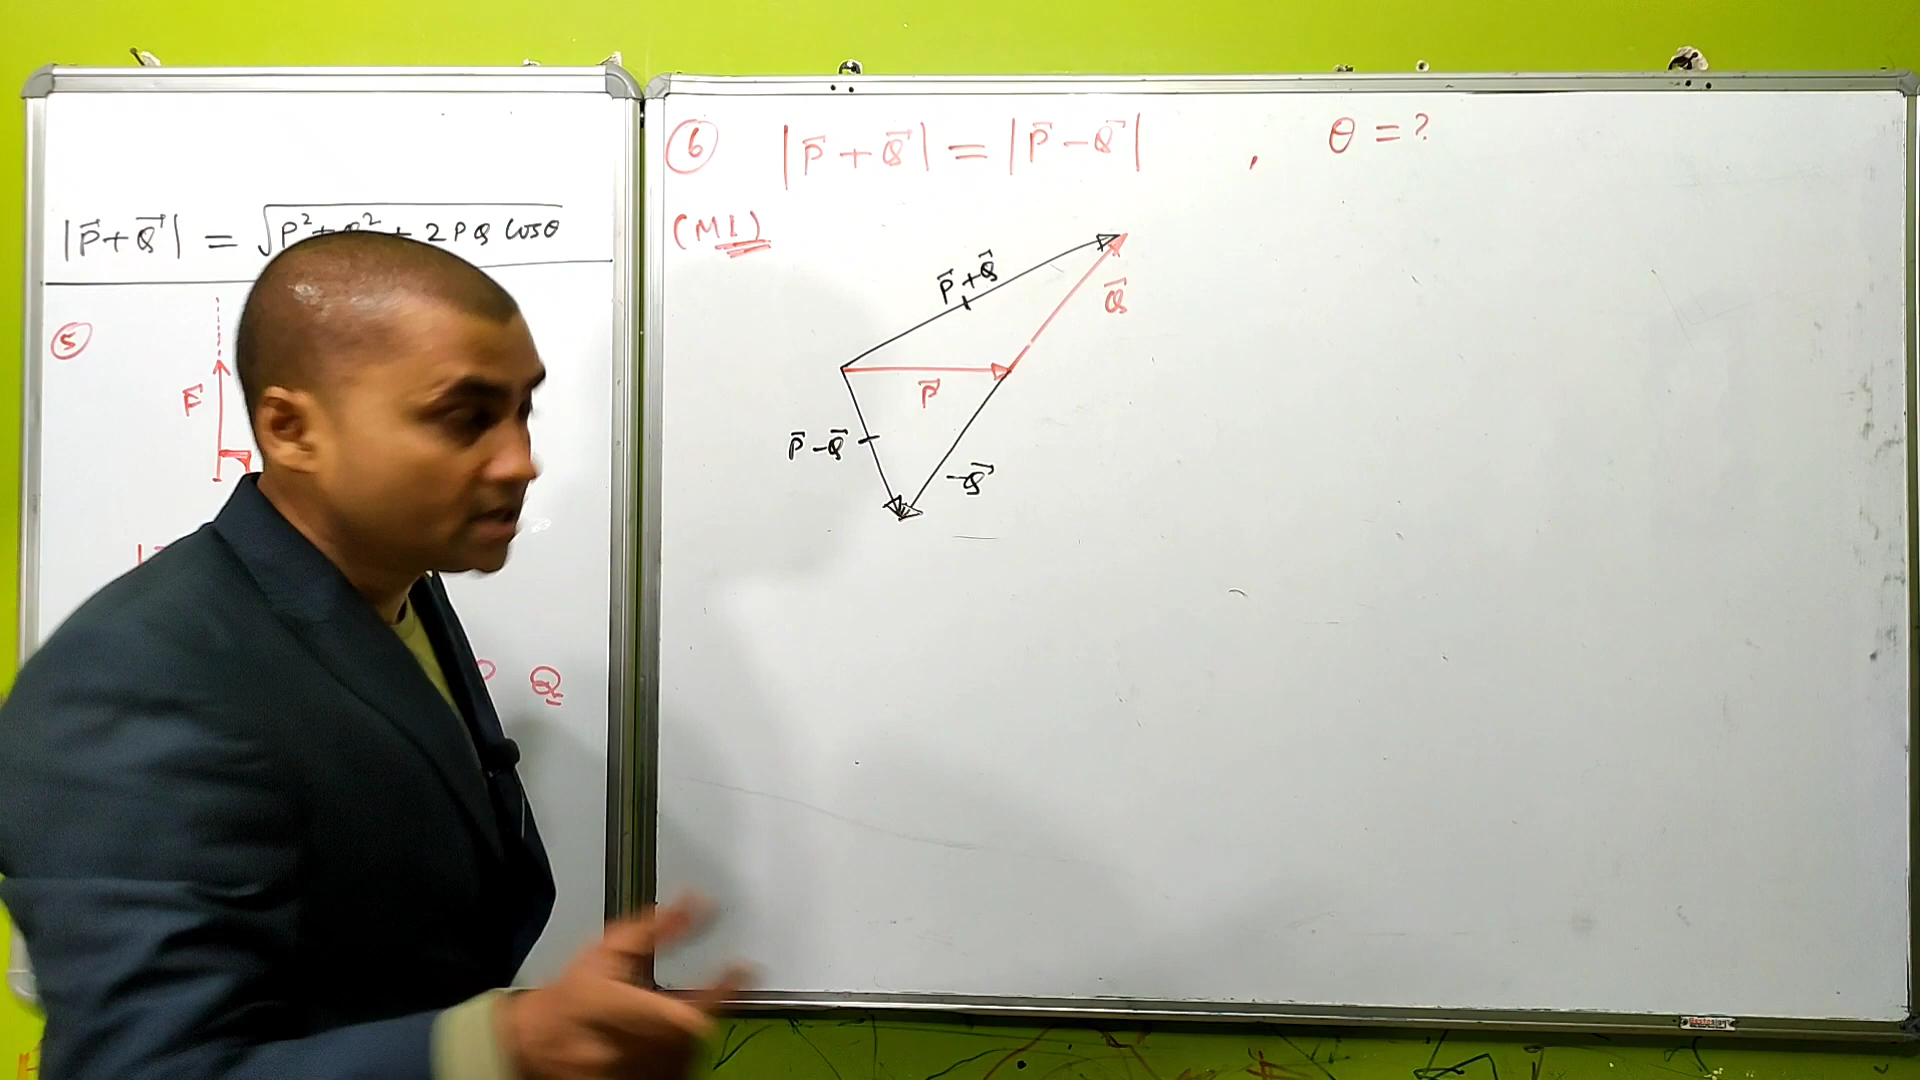 |P⃗+Q⃗| = √P²+Q²+2PQ Cosθ
5
F⃗
Q
6 |P⃗+Q⃗| = |P⃗-Q⃗| , θ = ?
(M1)
P⃗+Q⃗
Q⃗
P⃗
P⃗-Q⃗
-Q⃗